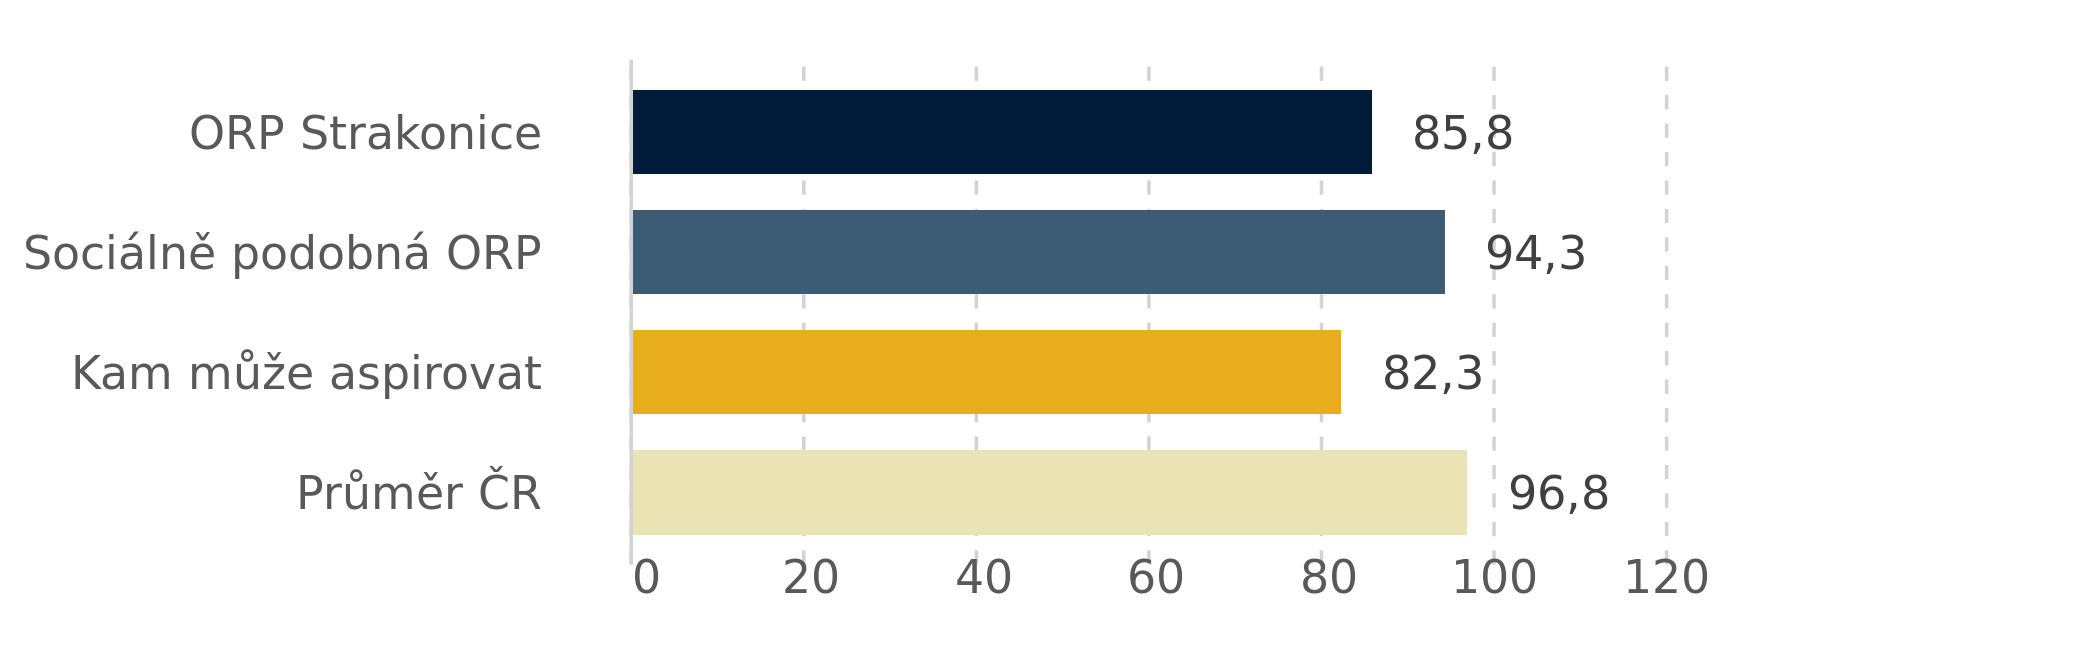 ORP Strakonice 85,8
Sociálně podobná ORP 94,3
Kam může aspirovat 82,3
Průměr ČR 96,8
0 20 40 60 80 100 120